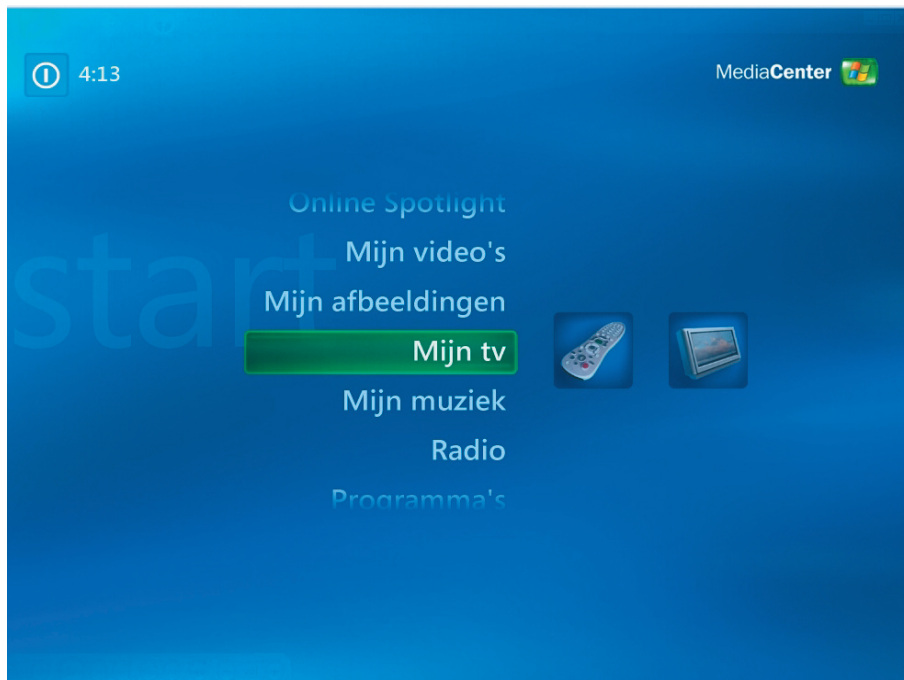 4:13
MediaCenter
start
Online Spotlight
Mijn video's
Mijn afbeeldingen
Mijn tv
Mijn muziek
Radio
Programma's